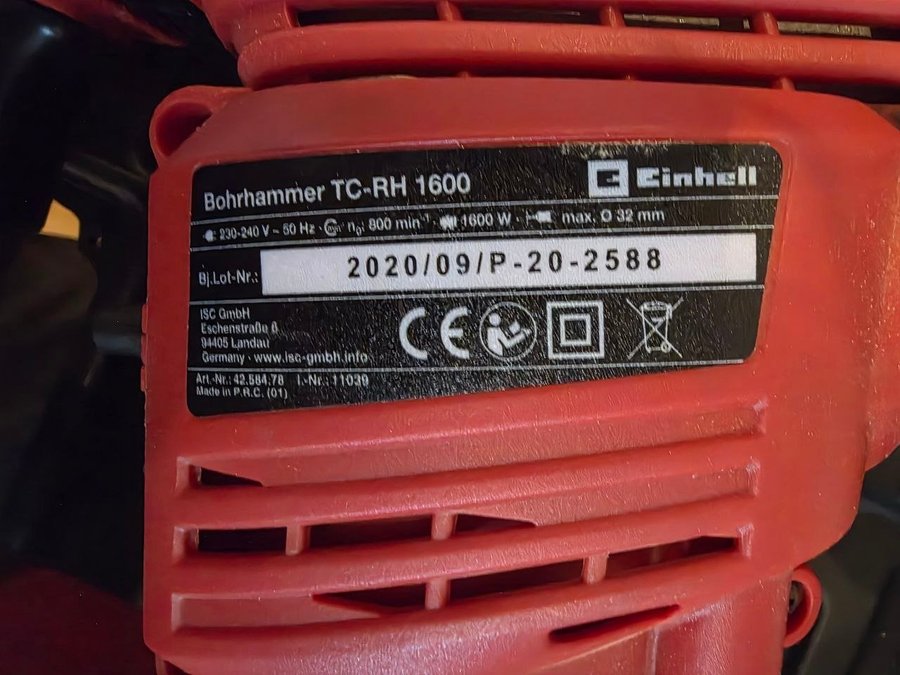 Bohrhammer TC-RH 1600
Einhell
230-240 V ~ 50 Hz · n₀: 800 min⁻¹ · 1600 W · max. Ø 32 mm
Bj.Lot-Nr.: 2020/09/P-20-2588
ISC GmbH
Eschenstraße 6
94405 Landau
Germany - www.isc-gmbh.info
CE
Art.-Nr.: 42.584.78 I.-Nr.: 11039
Made in P.R.C. (01)